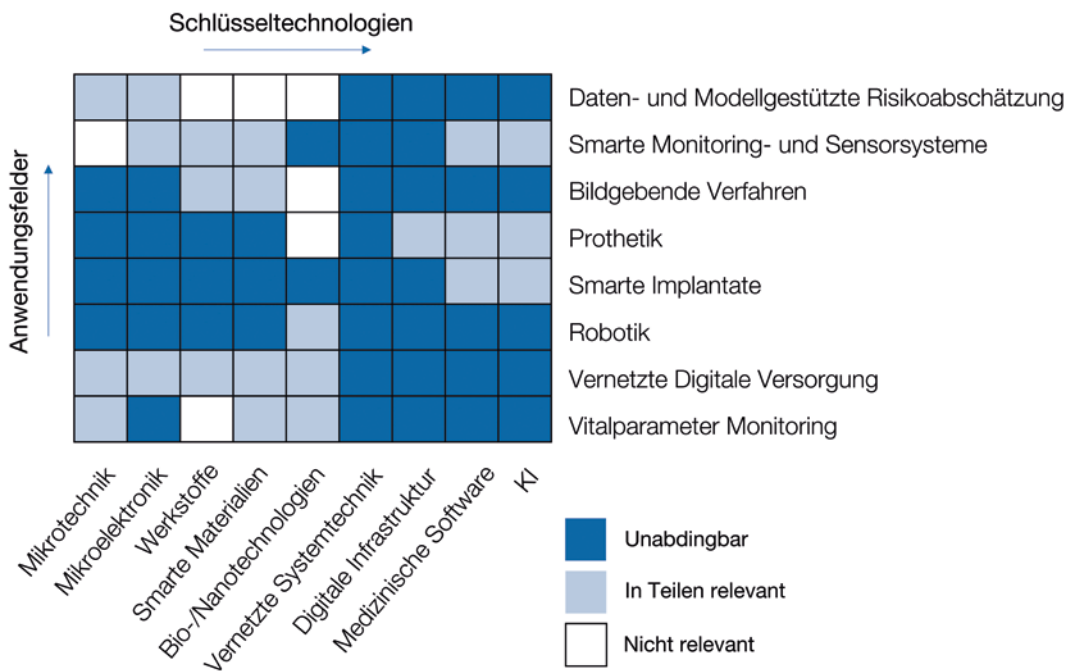 Schlüsseltechnologien
Anwendungsfelder
Daten- und Modellgestützte Risikoabschätzung
Smarte Monitoring- und Sensorsysteme
Bildgebende Verfahren
Prothetik
Smarte Implantate
Robotik
Vernetzte Digitale Versorgung
Vitalparameter Monitoring
Mikrotechnik
Mikroelektronik
Werkstoffe
Smarte Materialien
Bio-/Nanotechnologien
Vernetzte Systemtechnik
Digitale Infrastruktur
Medizinische Software
KI
Unabdingbar
In Teilen relevant
Nicht relevant